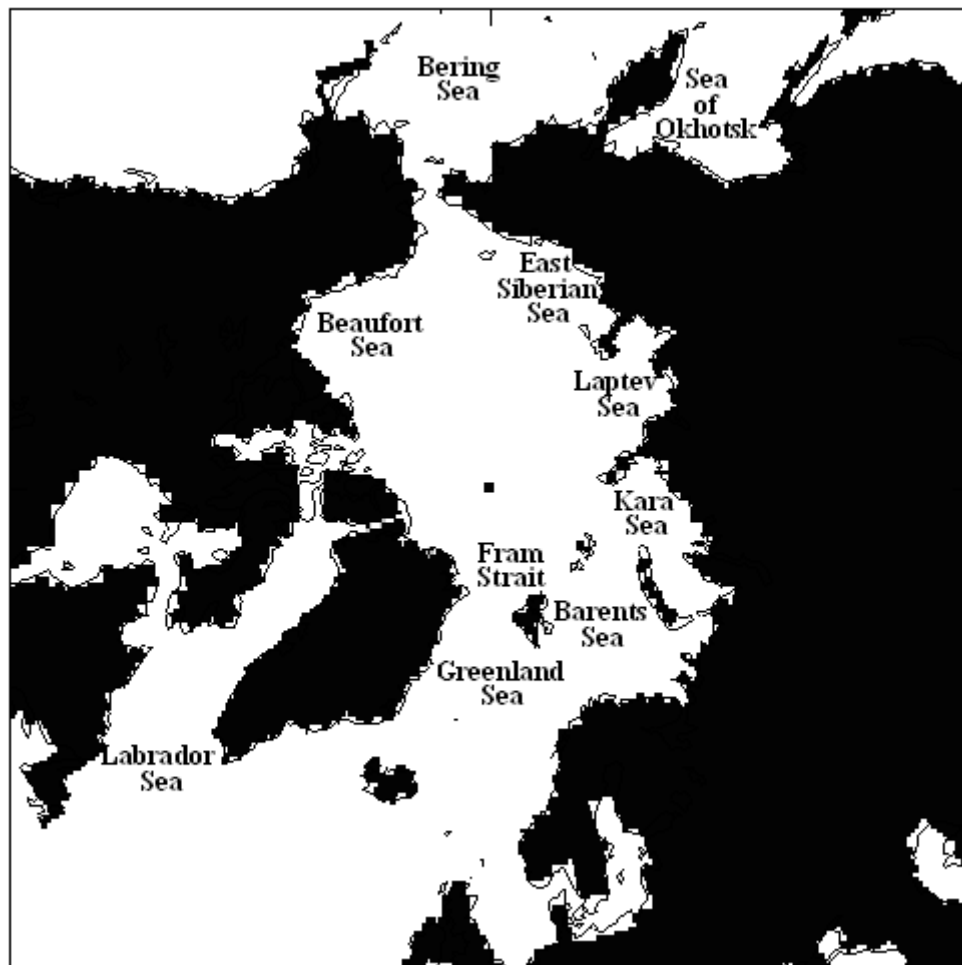 Bering
Sea
Sea
of
Okhotsk
East
Siberian
Sea
Beaufort
Sea
Laptev
Sea
Kara
Sea
Fram
Strait
Barents
Sea
Greenland
Sea
Labrador
Sea